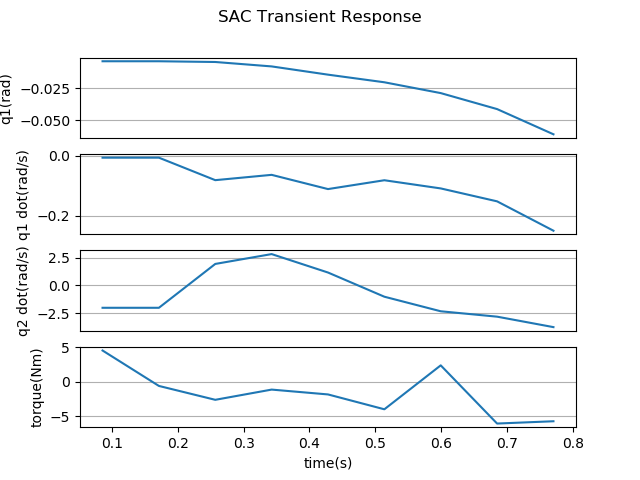 SAC Transient Response
q1(rad)
−0.025
−0.050
q1 dot(rad/s)
0.0
−0.2
q2 dot(rad/s)
2.5
0.0
−2.5
torque(Nm)
5
0
−5
0.1 0.2 0.3 0.4 0.5 0.6 0.7 0.8
time(s)